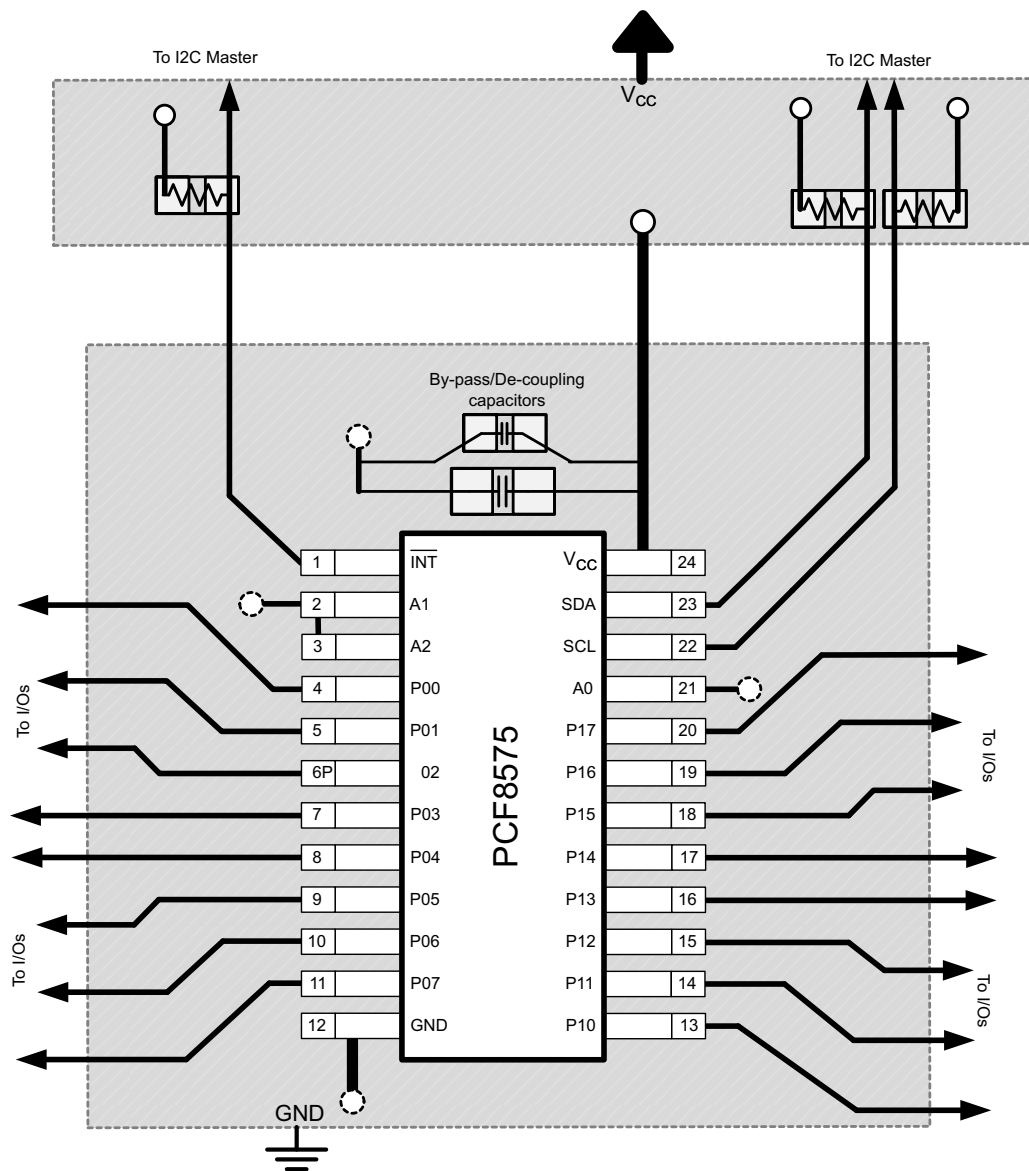 To I2C Master
VCC
To I2C Master
By-pass/De-coupling
capacitors
1 INT
VCC 24
2 A1
SDA 23
3 A2
SCL 22
4 P00
A0 21
5 P01
P17 20
6P 02
P16 19
7 P03
P15 18
8 P04
P14 17
9 P05
P13 16
10 P06
P12 15
11 P07
P11 14
12 GND
P10 13
PCF8575
To I/Os
To I/Os
To I/Os
To I/Os
GND